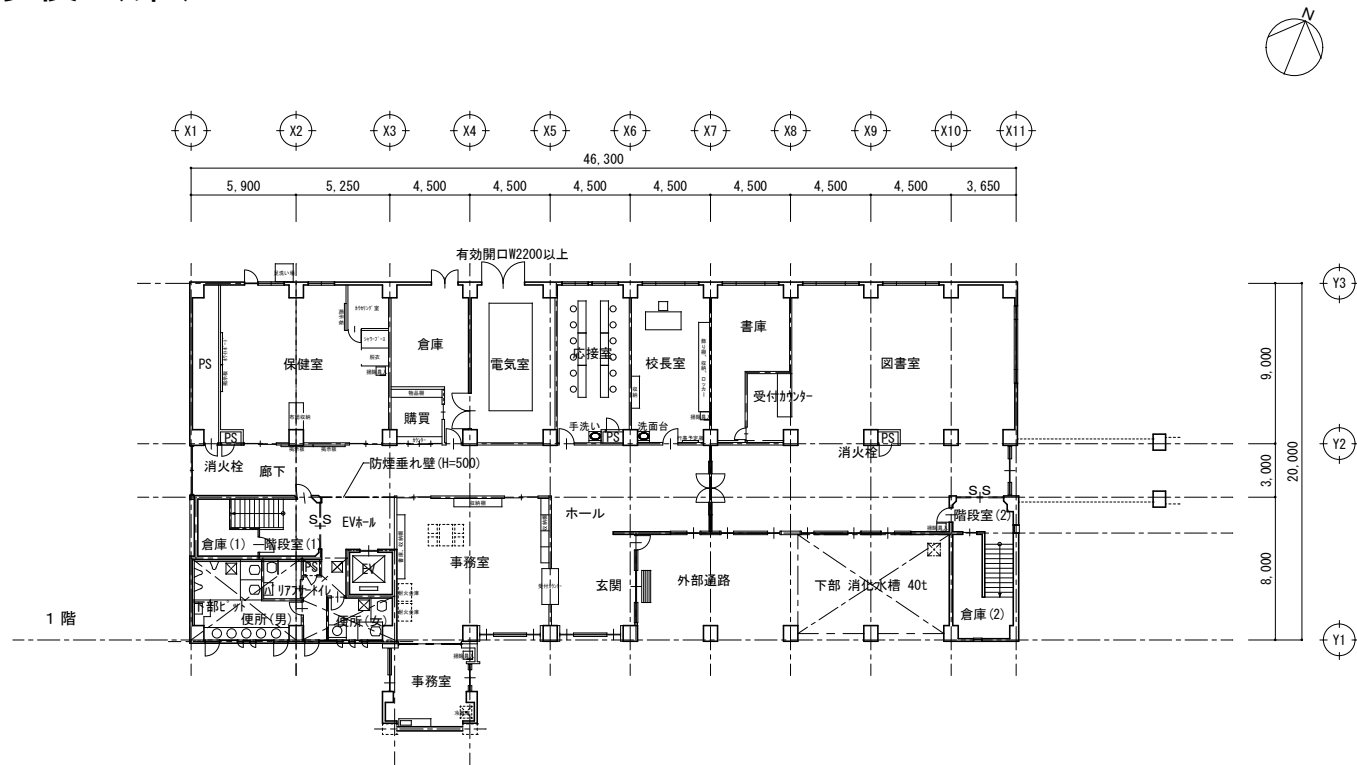 N
X1 X2 X3 X4 X5 X6 X7 X8 X9 X10 X11
46,300
5,900 5,250 4,500 4,500 4,500 4,500 4,500 4,500 4,500 3,650
有効開口W2200以上
Y3
書庫
倉庫
応接室
PS
保健室
電気室
校長室
図書室
9,000
受付カウンター
購買
手洗い
洗面台
PS
PS
PS
Y2
消火栓
消火栓
廊下
防煙垂れ壁(H=500)
3,000
20,000
S S
S S
EVホール
ホール
階段室(2)
倉庫(1)
階段室(1)
事務室
EV
PS
玄関
外部通路
下部 消化水槽 40t
8,000
バリアフリートイレ
下部ピット
便所(男)
便所(女)
倉庫(2)
1 階
Y1
事務室